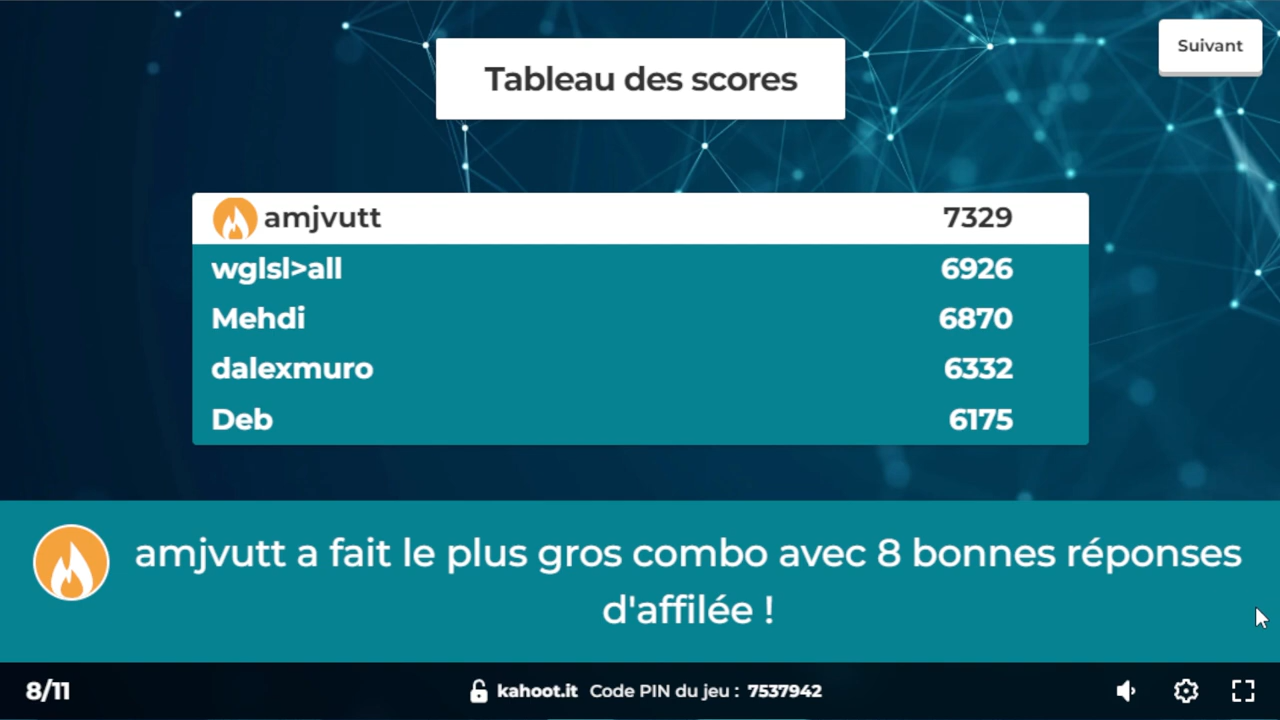 Suivant
Tableau des scores
amjvutt 7329
wglsl>all 6926
Mehdi 6870
dalexmuro 6332
Deb 6175
amjvutt a fait le plus gros combo avec 8 bonnes réponses
d'affilée !
8/11 kahoot.it Code PIN du jeu : 7537942